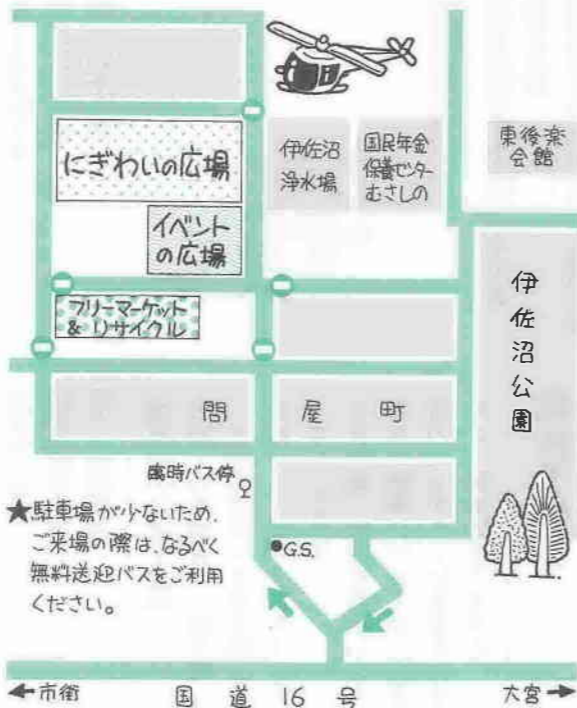 にぎわいの広場
伊佐沼
浄水場
国民年金
保養センター
むさしの
東後楽
会館
イベント
の広場
フリーマーケット
&リサイクル
伊佐沼公園
問屋町
臨時バス停
★駐車場が少ないため、
ご来場の際は、なるべく
無料送迎バスをご利用
ください。
G.S.
←市街
国道16号
大宮→